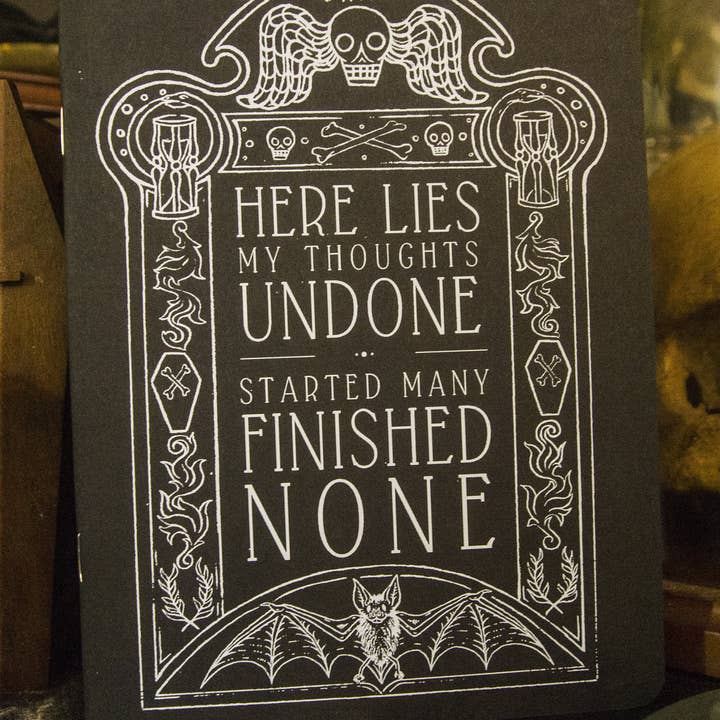 HERE LIES
MY THOUGHTS
UNDONE
STARTED MANY
FINISHED
NONE